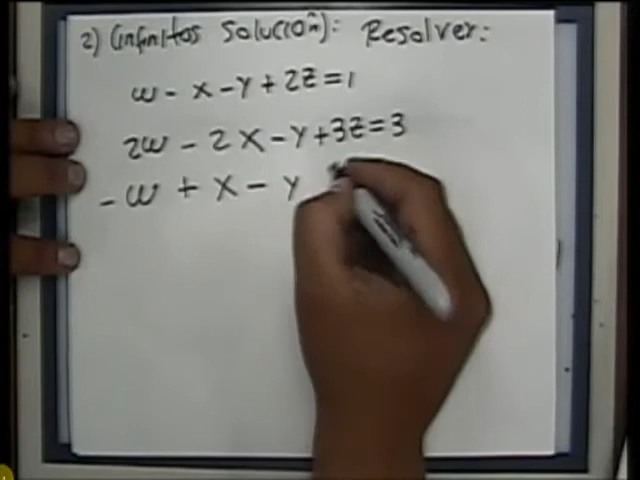 2) (infinitas solución): Resolver:
w - x - y + 2z = 1
2w - 2x - y + 3z = 3
- w + x - y